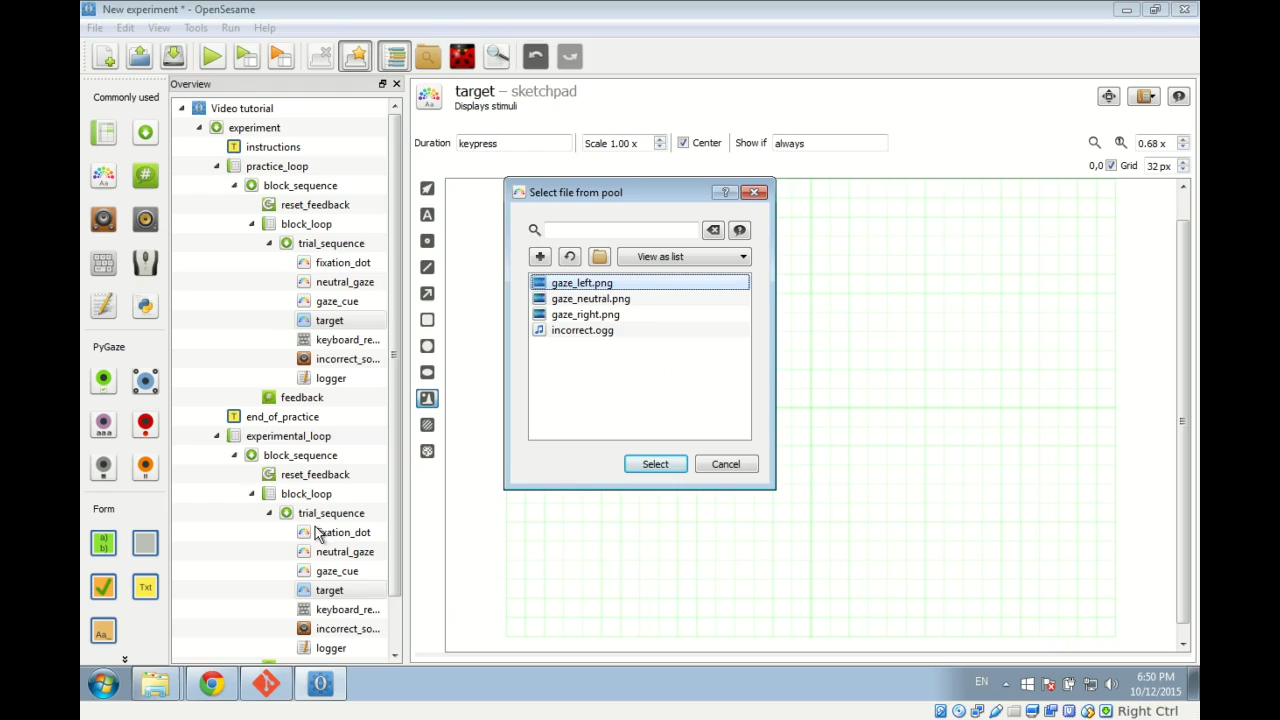 New experiment * - OpenSesame
File Edit View Tools Run Help
Commonly used
PyGaze
aaa
Form
a)
b)
Txt
Aa_
Overview
Video tutorial
experiment
instructions
practice_loop
block_sequence
reset_feedback
block_loop
trial_sequence
fixation_dot
neutral_gaze
gaze_cue
target
keyboard_re...
incorrect_so...
logger
feedback
end_of_practice
experimental_loop
block_sequence
reset_feedback
block_loop
trial_sequence
fixation_dot
neutral_gaze
gaze_cue
target
keyboard_re...
incorrect_so...
logger
target – sketchpad
Displays stimuli
Duration keypress Scale 1.00 x Center Show if always 0.68 x
0,0 Grid 32 px
Select file from pool
View as list
gaze_left.png
gaze_neutral.png
gaze_right.png
incorrect.ogg
Select Cancel
EN 6:50 PM
10/12/2015
Right Ctrl